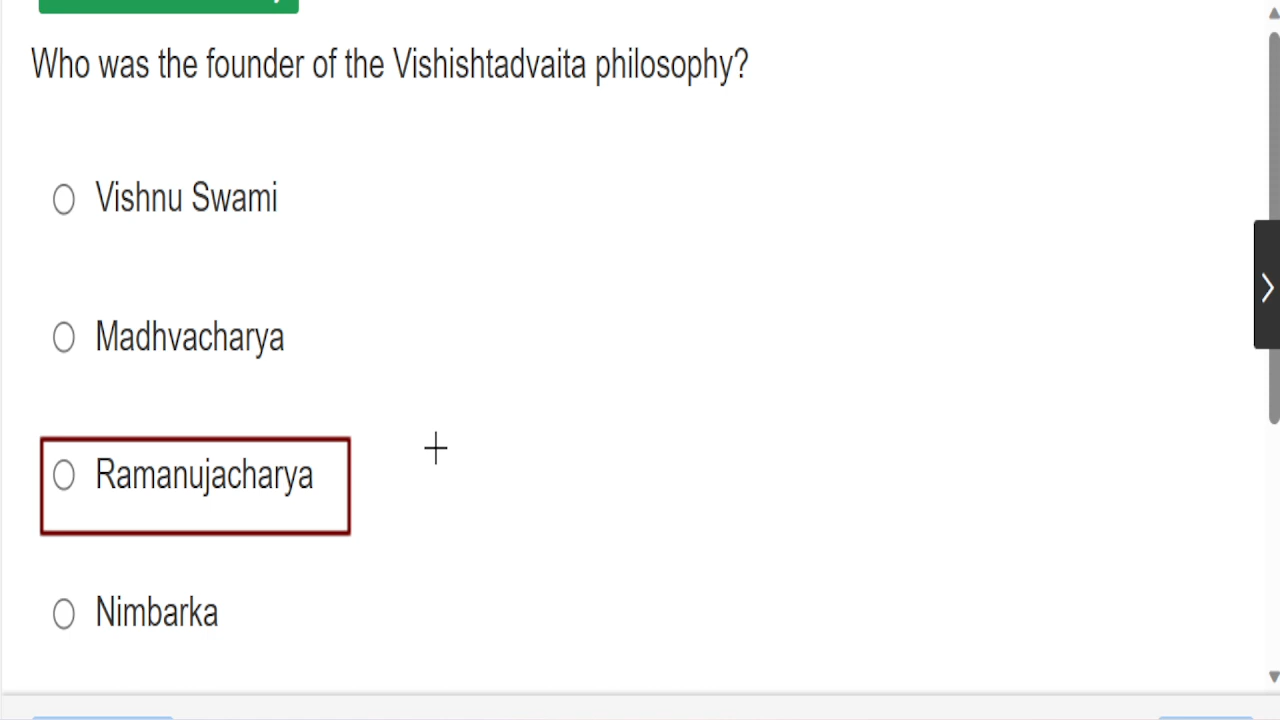 Who was the founder of the Vishishtadvaita philosophy?
Vishnu Swami
Madhvacharya
Ramanujacharya
Nimbarka